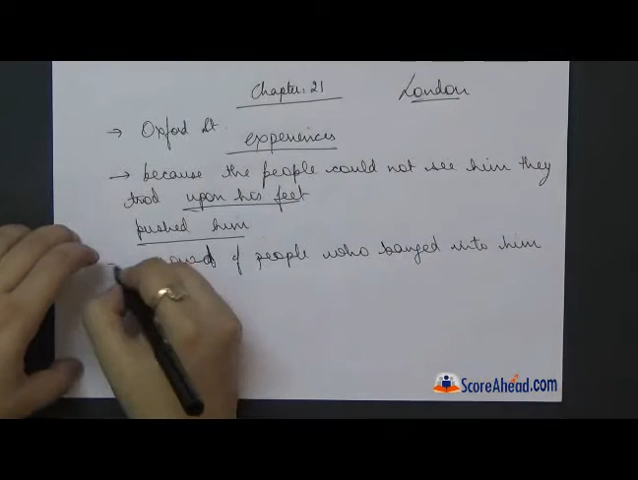 Chapter: 21 London
→ Oxford St.
experiences
→ because the people could not see him they
trod upon his feet
pushed him
of people who banged into him
ScoreAhead.com